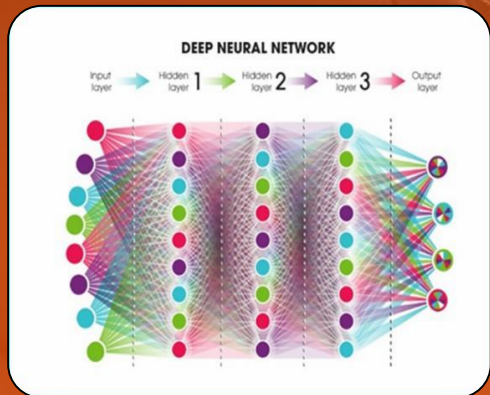 DEEP NEURAL NETWORK
Input layer
Hidden layer 1
Hidden layer 2
Hidden layer 3
Output layer